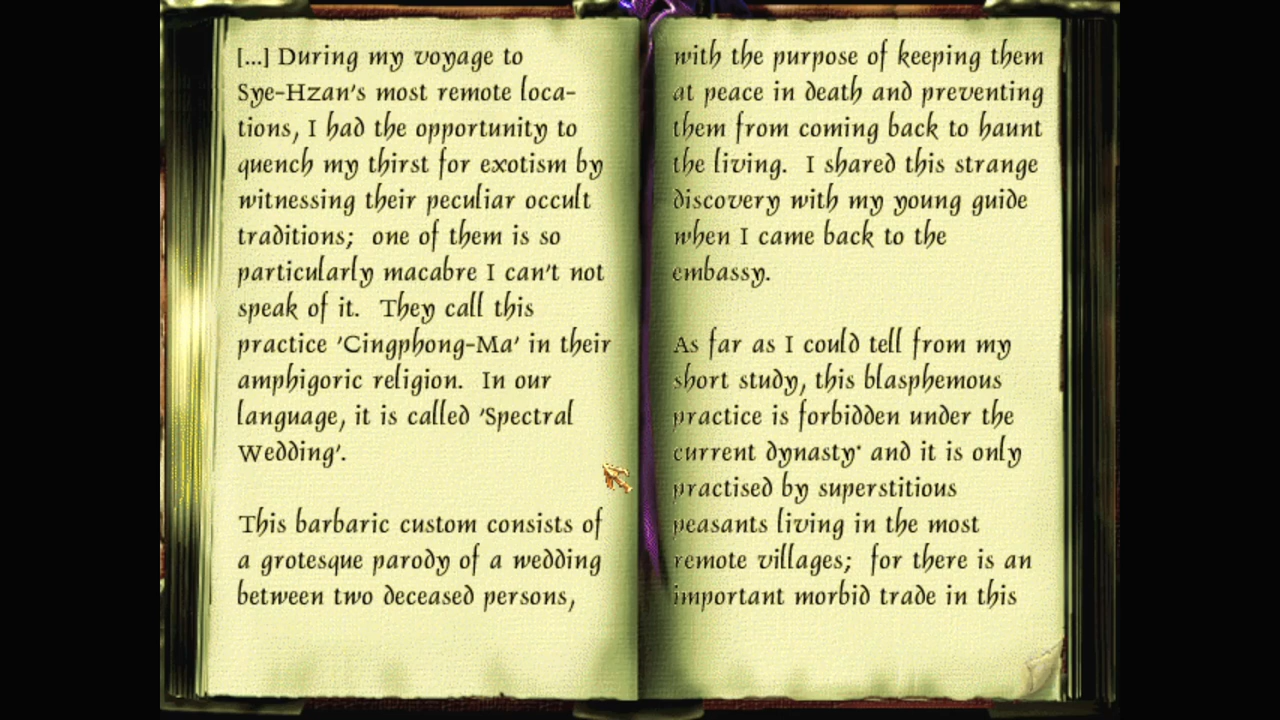 [...] During my voyage to
Sye-Hzan's most remote loca-
tions, I had the opportunity to
quench my thirst for exotism by
witnessing their peculiar occult
traditions; one of them is so
particularly macabre I can't not
speak of it. They call this
practice 'Cingphong-Ma' in their
amphigoric religion. In our
language, it is called 'Spectral
Wedding'.
This barbaric custom consists of
a grotesque parody of a wedding
between two deceased persons,
with the purpose of keeping them
at peace in death and preventing
them from coming back to haunt
the living. I shared this strange
discovery with my young guide
when I came back to the
embassy.
As far as I could tell from my
short study, this blasphemous
practice is forbidden under the
current dynasty* and it is only
practised by superstitious
peasants living in the most
remote villages; for there is an
important morbid trade in this